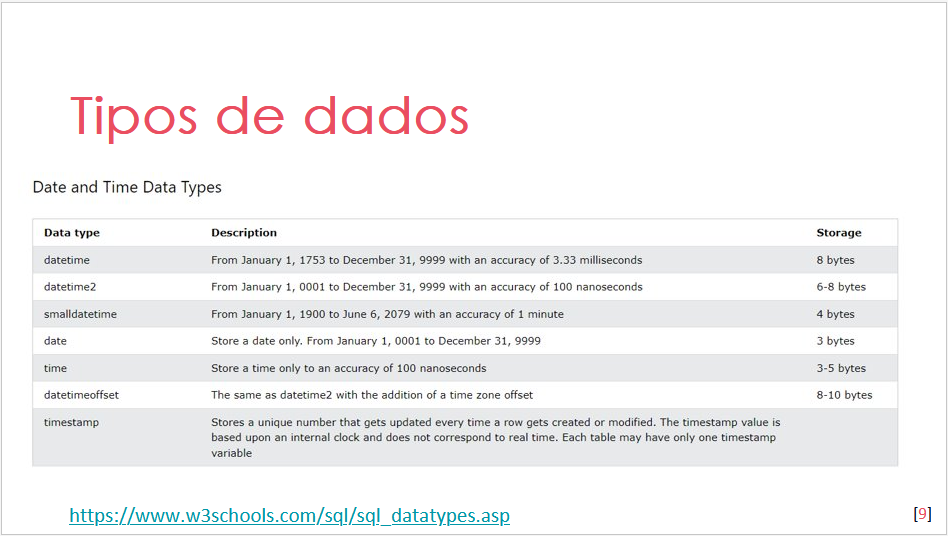 Tipos de dados
Date and Time Data Types
Data type Description Storage
datetime From January 1, 1753 to December 31, 9999 with an accuracy of 3.33 milliseconds 8 bytes
datetime2 From January 1, 0001 to December 31, 9999 with an accuracy of 100 nanoseconds 6-8 bytes
smalldatetime From January 1, 1900 to June 6, 2079 with an accuracy of 1 minute 4 bytes
date Store a date only. From January 1, 0001 to December 31, 9999 3 bytes
time Store a time only to an accuracy of 100 nanoseconds 3-5 bytes
datetimeoffset The same as datetime2 with the addition of a time zone offset 8-10 bytes
timestamp Stores a unique number that gets updated every time a row gets created or modified. The timestamp value is
based upon an internal clock and does not correspond to real time. Each table may have only one timestamp
variable
https://www.w3schools.com/sql/sql_datatypes.asp
[9]